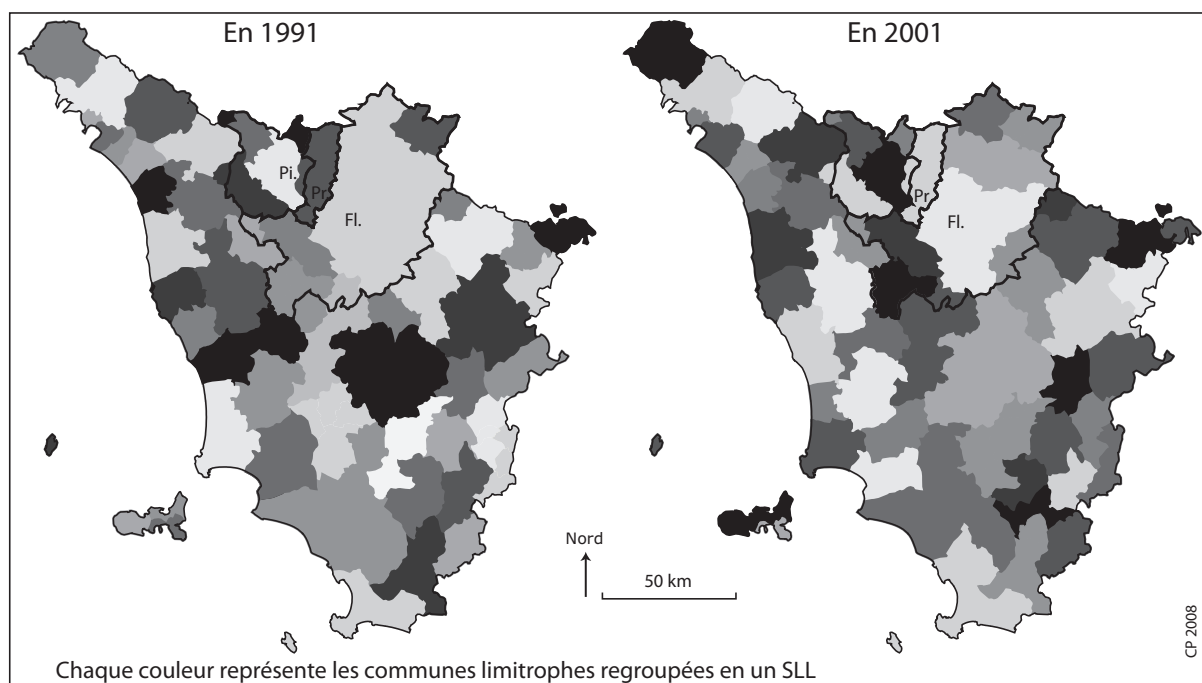 En 1991
En 2001
Pi.
Pr
Fl.
Pr
Fl.
Nord
50 km
CP 2008
Chaque couleur représente les communes limitrophes regroupées en un SLL